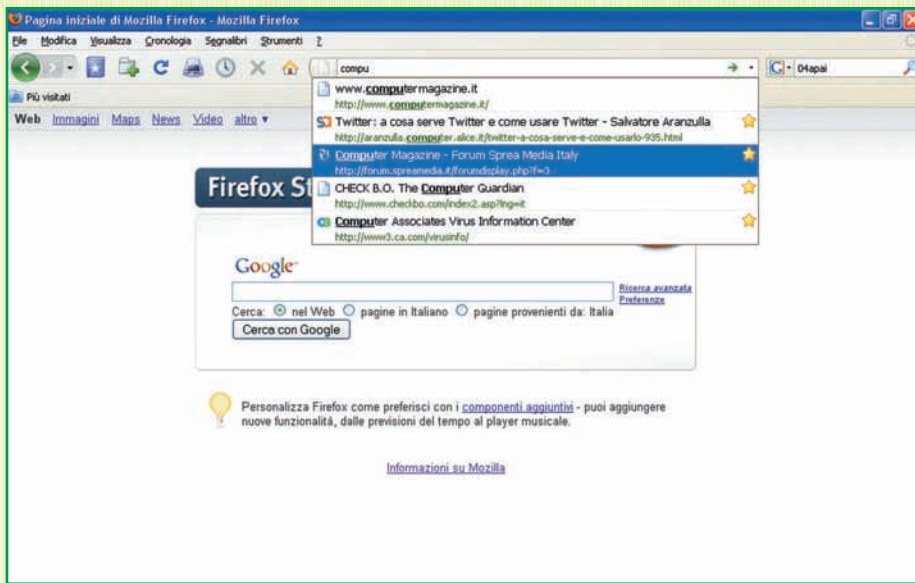 Pagina iniziale di Mozilla Firefox - Mozilla Firefox
File Modifica Visualizza Cronologia Segnalibri Strumenti ?
compu
G 04apai
Più visitati
www.computermagazine.it
http://www.computermagazine.it/
Web Immagini Maps News Video altro ▼
Twitter: a cosa serve Twitter e come usare Twitter - Salvatore Aranzulla
http://aranzulla.computer.alice.it/twitter-a-cosa-serve-e-come-usarlo-935.html
Computer Magazine - Forum Sprea Media Italy
http://forum.spreamedia.it/forumdisplay.php?f=3
Firefox
CHECK B.O. The Computer Guardian
http://www.checkbo.com/index2.asp?lng=it
Computer Associates Virus Information Center
http://www3.ca.com/virusinfo/
Google
Ricerca avanzata
Preferenze
Cerca: nel Web pagine in Italiano pagine provenienti da: Italia
Cerca con Google
Personalizza Firefox come preferisci con i componenti aggiuntivi - puoi aggiungere
nuove funzionalità, dalle previsioni del tempo al player musicale.
Informazioni su Mozilla